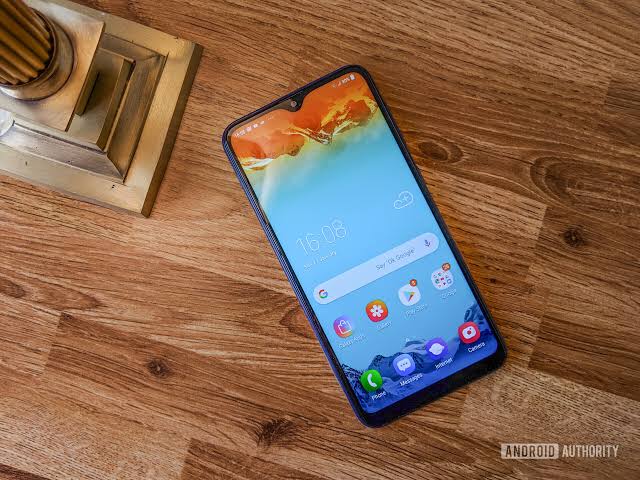 16:08
Say "Ok Google"
Galaxy Apps
Gallery
Play Store
Google
Phone
Messages
Internet
Camera
ANDROID AUTHORITY